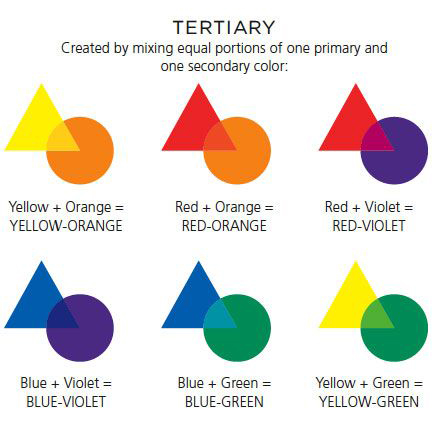 TERTIARY
Created by mixing equal portions of one primary and
one secondary color:
Yellow + Orange =
YELLOW-ORANGE
Red + Orange =
RED-ORANGE
Red + Violet =
RED-VIOLET
Blue + Violet =
BLUE-VIOLET
Blue + Green =
BLUE-GREEN
Yellow + Green =
YELLOW-GREEN